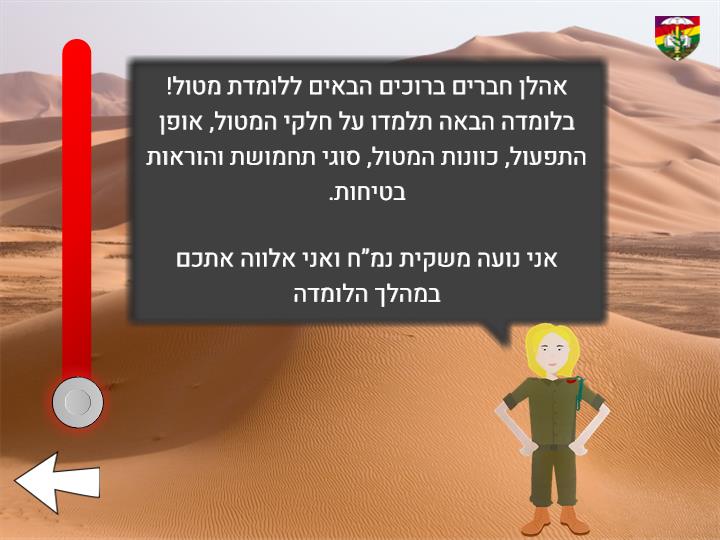 אהלן חברים ברוכים הבאים ללומדת מטול!
בלומדה הבאה תלמדו על חלקי המטול, אופן
התפעול, כוונות המטול, סוגי תחמושת והוראות
בטיחות.
אני נועה משקית נמ"ח ואני אלווה אתכם
במהלך הלומדה